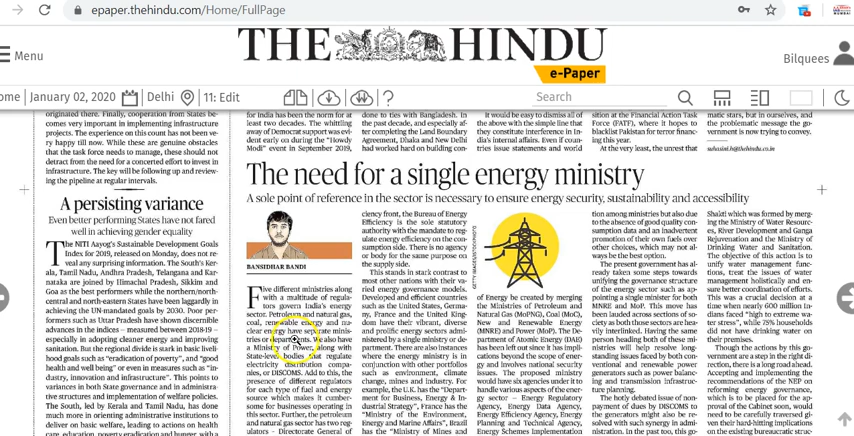 epaper.thehindu.com/Home/FullPage
THE HINDU
e-Paper
Menu
Bilquees
ome
January 02, 2020
Delhi
11: Edit
Search
originated there. Finally, cooperation from States be-
comes very important in implementing infrastructure
projects. The experience on this count has not been ve-
ry happy till now. While these are genuine obstacles
that the task force needs to manage, these should not
detract from the need for a concerted effort to invest in
infrastructure. The key will be following up and review-
ing the pipeline at regular intervals.
A persisting variance
Even better performing States have not fared
well in achieving gender equality
The NITI Aayog's Sustainable Development Goals
Index for 2019, released on Monday, does not re-
veal any surprising information. The South's Ker-
ala, Tamil Nadu, Andhra Pradesh, Telangana and Kar-
nataka are joined by Himachal Pradesh, Sikkim and
Goa as the best performers while the northern/north-
central and north-eastern States have been laggardly in
achieving the UN-mandated goals by 2030. Poor per-
formers such as Uttar Pradesh have shown discernible
advances in the indices – measured between 2018-19 –
especially in adopting cleaner energy and improving
sanitation. But the regional divide is stark in basic liveli-
hood goals such as "eradication of poverty", and "good
health and well being" or even in measures such as "in-
dustry, innovation and infrastructure". This points to
variances in both State governance and in administra-
tive structures and implementation of welfare policies.
The South, led by Kerala and Tamil Nadu, has done
much more in orienting administrative institutions to
deliver on basic welfare, leading to actions on health
care, education, poverty eradication and hunger, with a
for India has been the norm for at
least two decades. The whittling
away of Democrat support was evi-
dent early on during the "Howdy
Modi" event in September 2019,
done to ties with Bangladesh. In
the past decade, and especially af-
ter completing the Land Boundary
Agreement, Dhaka and New Delhi
had worked hard on building con-
It would be easy to dismiss all of
the above with the simple fact that
they constitute interference in In-
dia's internal affairs. Even if coun-
tries issue statements and world
sition at the Financial Action Task
Force (FATF), where it hopes to
blacklist Pakistan for terror financ-
ing this year.
At the very least, the unrest that
matic stars, but in ourselves, and
the problematic message the go-
vernment is now trying to convey.
suhasini.h@thehindu.co.in
The need for a single energy ministry
A sole point of reference in the sector is necessary to ensure energy security, sustainability and accessibility
BANSIDHAR BANDI
Five different ministries along
with a multitude of regula-
tors govern India's energy
sector. Petroleum and natural gas,
coal, renewable energy and nu-
clear energy have separate minis-
tries or departments. We also have
a Ministry of Power, along with
State-level bodies that regulate
electricity distribution compa-
nies, or DISCOMS. Add to this, the
presence of different regulators
for each type of fuel and energy
source which makes it cumber-
some for businesses operating in
this sector. Further, the petroleum
and natural gas sector has two reg-
ulators – Directorate General of
ciency front, the Bureau of Energy
Efficiency is the sole statutory
authority with the mandate to reg-
ulate energy efficiency on the con-
sumption side. There is no agency
or body for the same purpose on
the supply side.
This stands in stark contrast to
most other nations with their va-
ried energy governance models.
Developed and efficient countries
such as the United States, Germa-
ny, France and the United King-
dom have their vibrant, diverse
and prolific energy sectors admi-
nistered by a single ministry or de-
partment. There are also instances
where the energy ministry is in
conjunction with other portfolios
such as environment, climate
change, mines and industry. For
example, the U.K. has the "Depart-
ment for Business, Energy & In-
dustrial Strategy", France has the
"Ministry of the Environment,
Energy and Marine Affairs", Brazil
has the "Ministry of Mines and
GETTY IMAGES/ISTOCKPHOTO
of Energy be created by merging
the Ministries of Petroleum and
Natural Gas (MoPNG), Coal (MoC),
New and Renewable Energy
(MNRE) and Power (MoP). The De-
partment of Atomic Energy (DAE)
has been left out since it has impli-
cations beyond the scope of ener-
gy and involves national security
issues. The proposed ministry
would have six agencies under it to
handle various aspects of the ener-
gy sector – Energy Regulatory
Agency, Energy Data Agency,
Energy Efficiency Agency, Energy
Planning and Technical Agency,
Energy Schemes Implementation
tion among ministries but also due
to the absence of good quality con-
sumption data and an inadvertent
promotion of their own fuels over
other choices, which may not al-
ways be the best option.
The present government has al-
ready taken some steps towards
unifying the governance structure
of the energy sector such as ap-
pointing a single minister for both
MNRE and MoP. This move has
been lauded across sections of so-
ciety as both those sectors are hea-
vily interlinked. Having the same
person heading both of these mi-
nistries will help resolve long-
standing issues faced by both con-
ventional and renewable power
generators such as power balanc-
ing and transmission infrastruc-
ture planning.
The hotly debated issue of non-
payment of dues by DISCOMS to
the generators might also be re-
solved with such synergy in admi-
nistration. In the past too, this go-
Shakti which was formed by merg-
ing the Ministry of Water Resourc-
es, River Development and Ganga
Rejuvenation and the Ministry of
Drinking Water and Sanitation.
The objective of this action is to
unify water management func-
tions, treat the issues of water
management holistically and en-
sure better coordination of efforts.
This was a crucial decision at a
time when nearly 600 million In-
dians faced "high to extreme wa-
ter stress", while 75% households
did not have drinking water on
their premises.
Though the actions by this go-
vernment are a step in the right di-
rection, there is a long road ahead.
Accepting and implementing the
recommendations of the NEP on
reforming energy governance,
which is to be placed for the ap-
proval of the Cabinet soon, would
need to be carefully traversed gi-
ven their hard-hitting implications
on the existing bureaucratic struc-